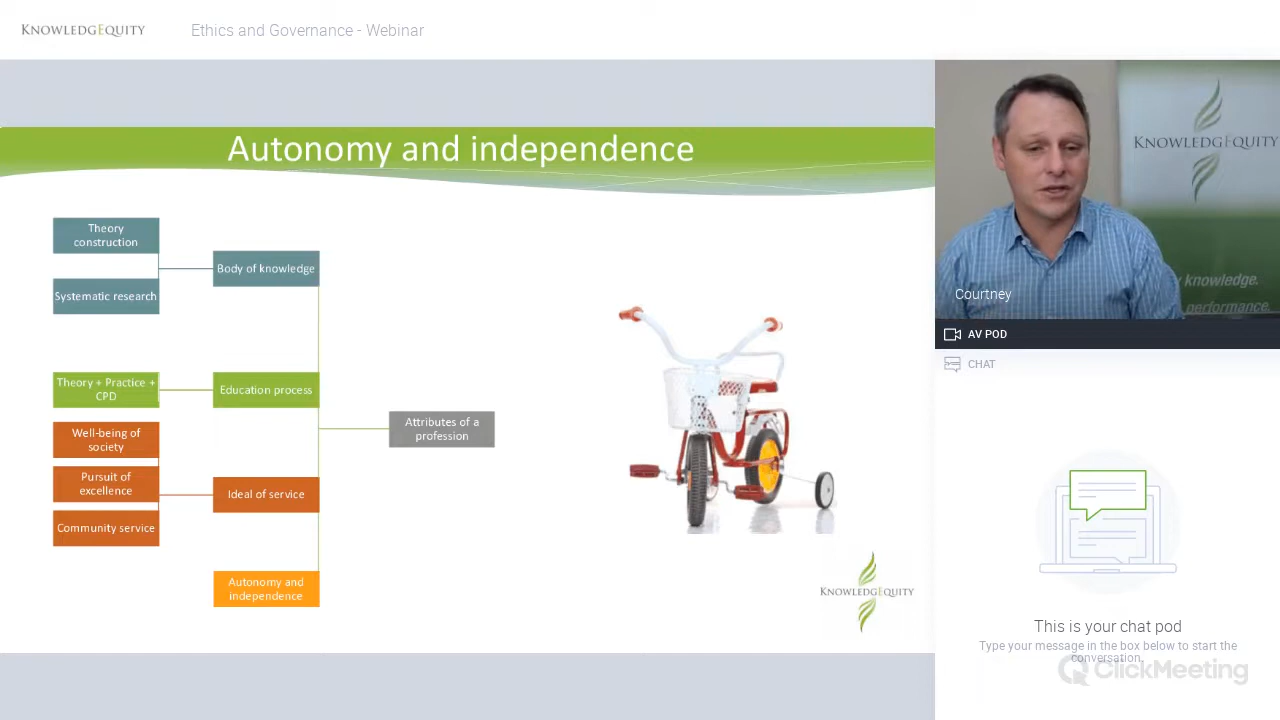 KNOWLEDGEQUITY
Ethics and Governance - Webinar
Autonomy and independence
Theory
construction
Systematic research
Body of knowledge
Theory + Practice +
CPD
Education process
Well-being of
society
Pursuit of
excellence
Community service
Ideal of service
Autonomy and
independence
Attributes of a
profession
KNOWLEDGEQUITY
KNOWLEDGEQUITY
knowledge.
performance.
Courtney
AV POD
CHAT
This is your chat pod
Type your message in the box below to start the
conversation.
ClickMeeting